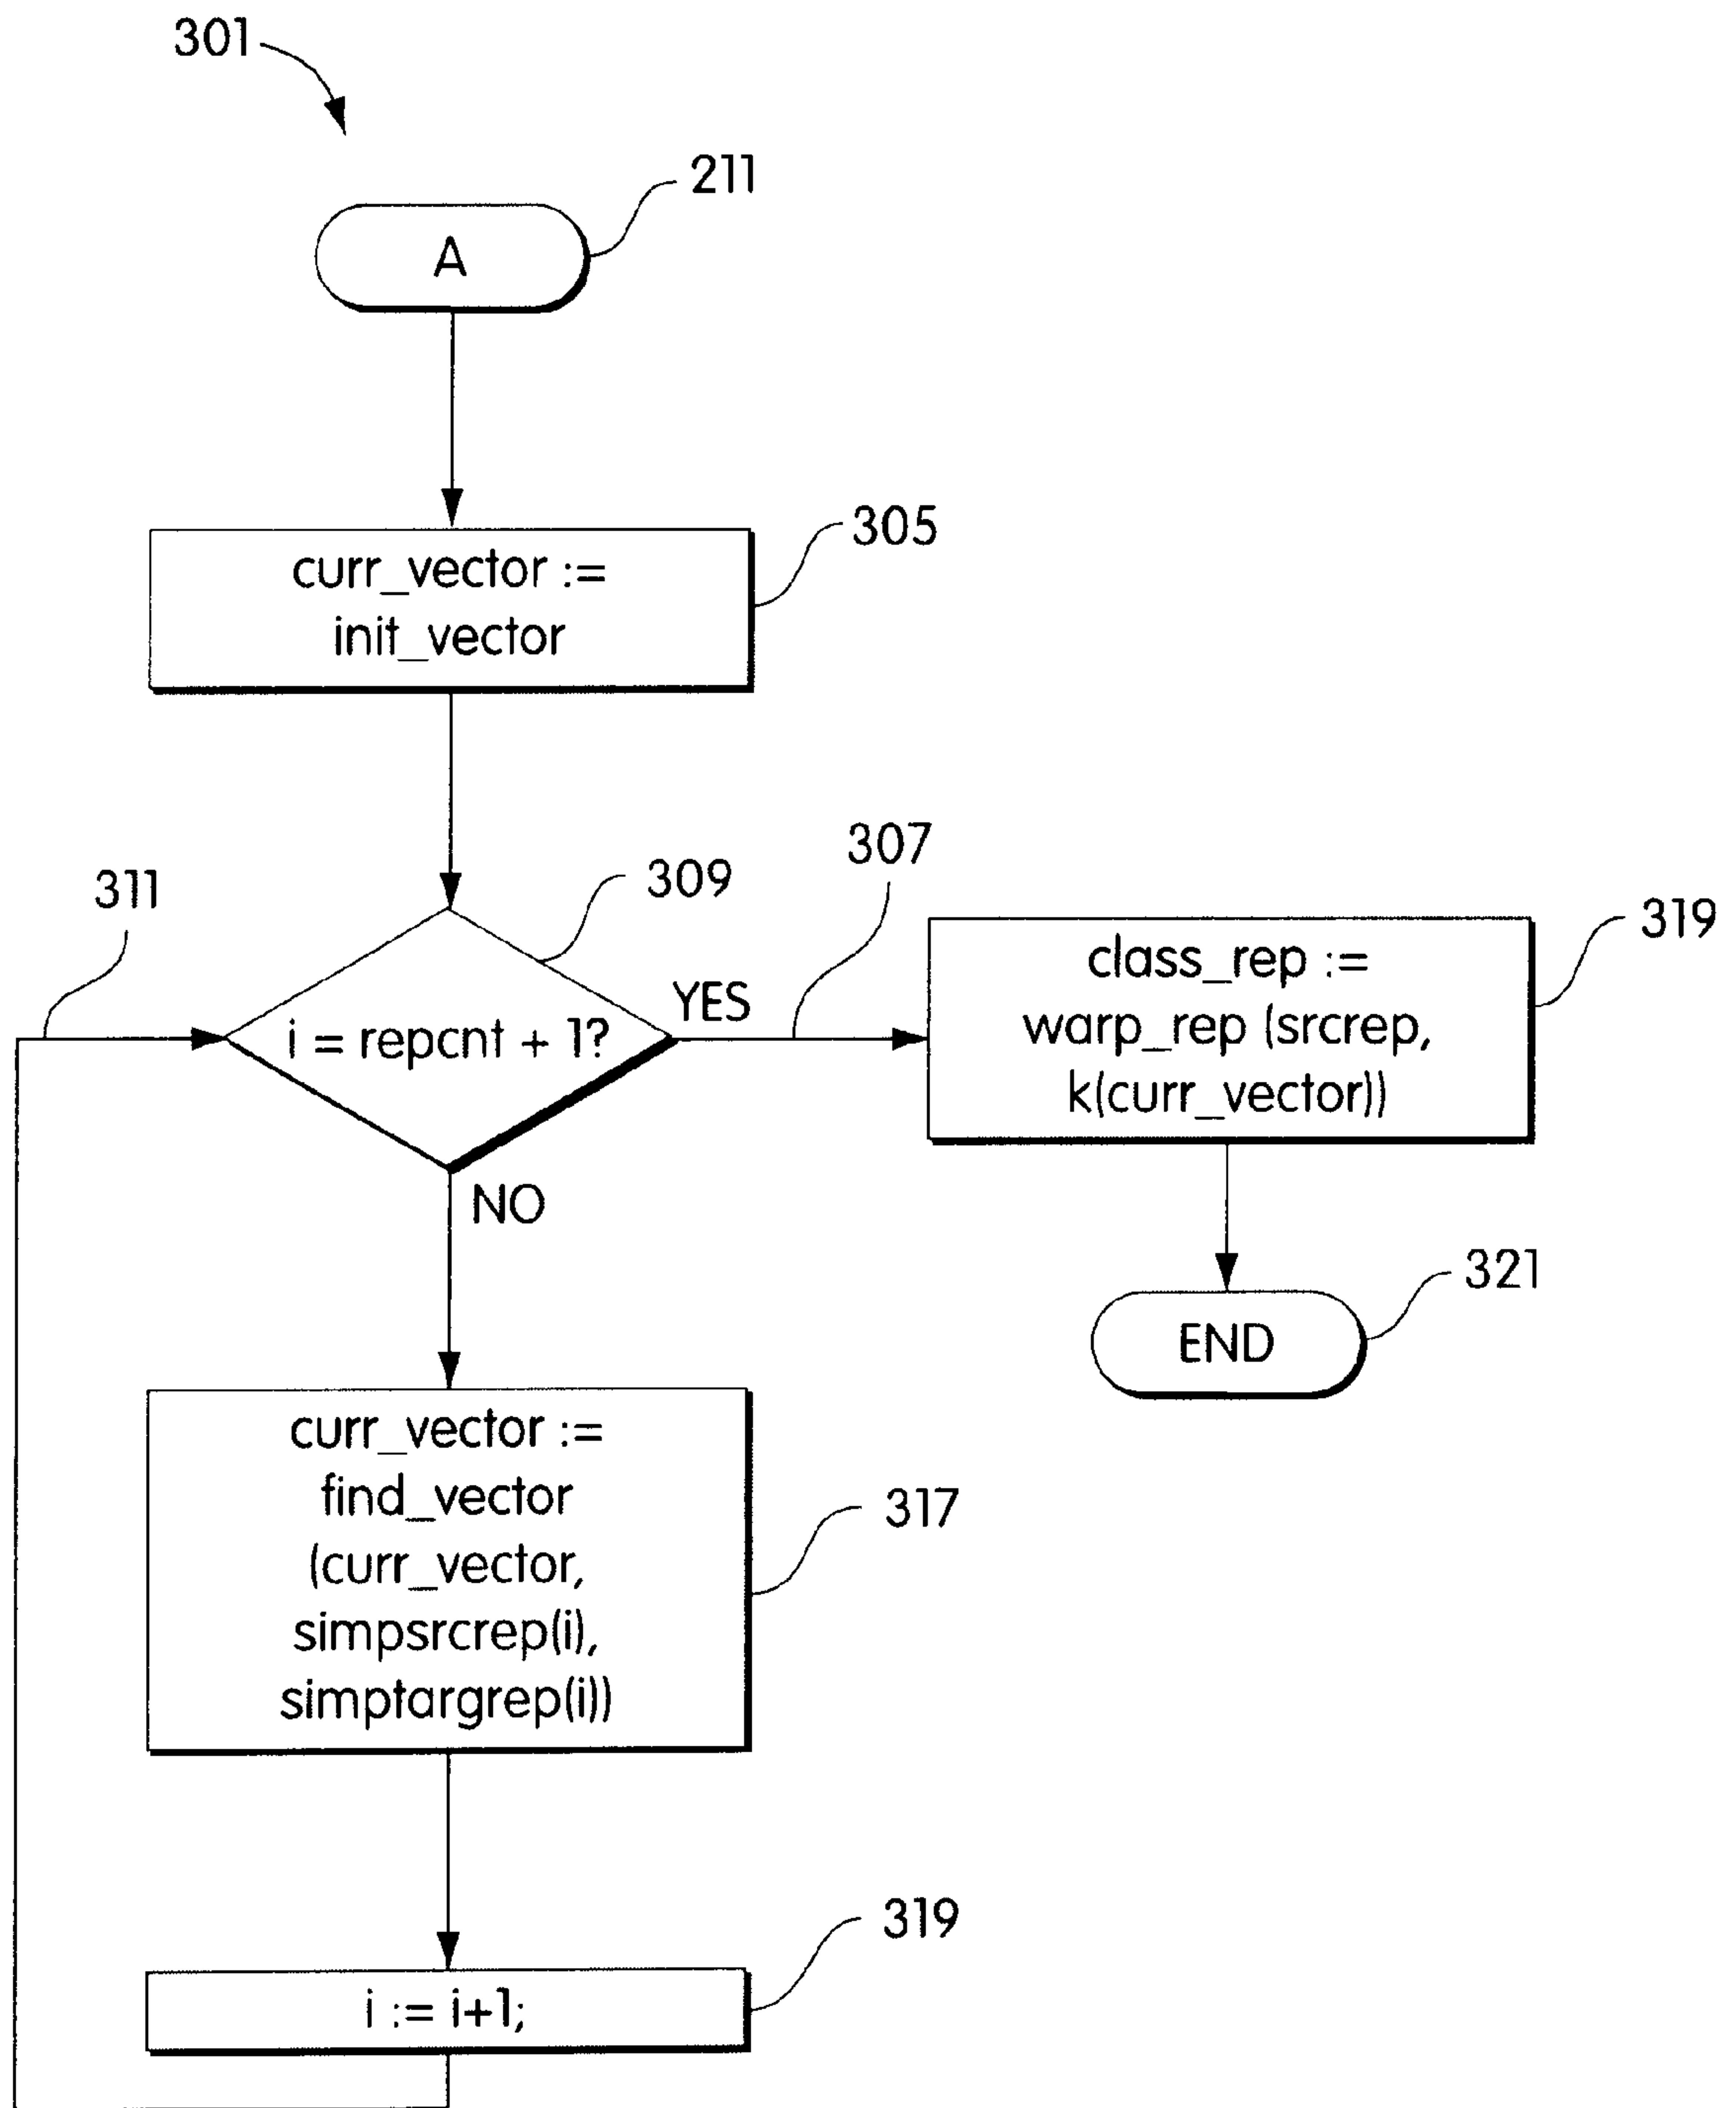 301
211
A
305
curr_vector :=
init_vector
307
311
309
319
class_rep :=
warp_rep (srcrep,
k(curr_vector))
YES
i = repcnt + 1?
NO
321
END
curr_vector :=
find_vector
(curr_vector,
simpsrcrep(i),
simptargrep(i))
317
319
i := i+1;